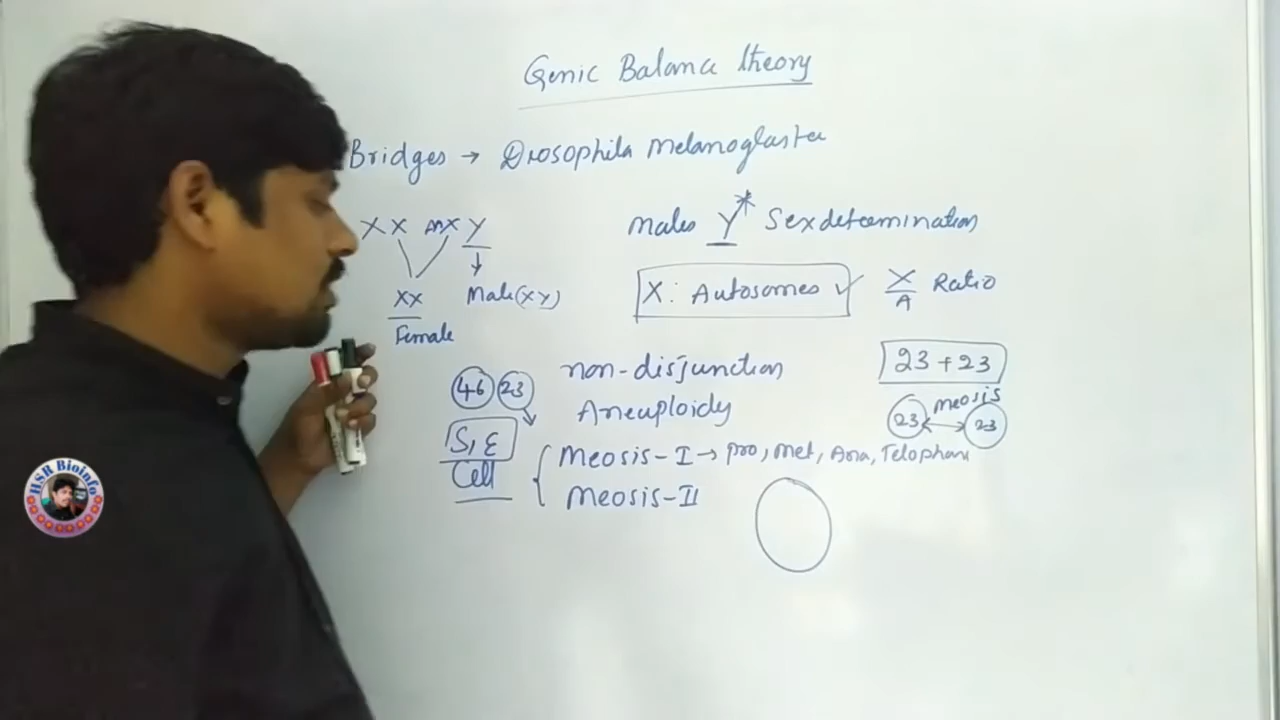 Genic Balance theory
Bridges → Drosophila Melanoglaster
XX XY
XX Male(XY)
Female
Males Y* Sexdetermination
X: Autosomes ✓ X/A Ratio
non-disjunction
23+23
46 23
Aneuploidy
23 meosis 23
S, E
Cell
Meosis-I → pro, Met, Ana, Telophase
Meosis-II
HSR Bioinfo